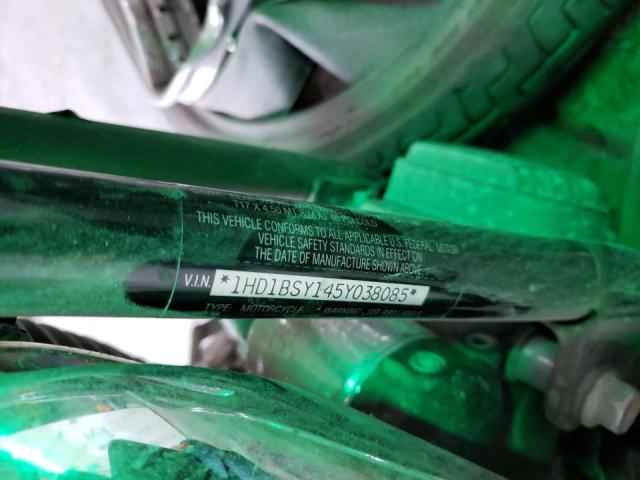 THIS VEHICLE CONFORMS TO ALL APPLICABLE U.S. FEDERAL MOTOR
VEHICLE SAFETY STANDARDS IN EFFECT ON
THE DATE OF MANUFACTURE SHOWN ABOVE
V.I.N. *1HD1BSY145Y038085*
TYPE: MOTORCYCLE WARNING: